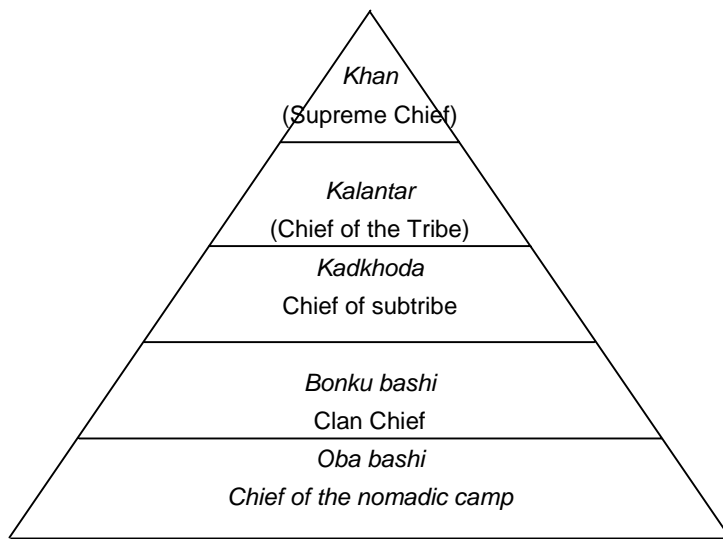 Khan
(Supreme Chief)
Kalantar
(Chief of the Tribe)
Kadkhoda
Chief of subtribe
Bonku bashi
Clan Chief
Oba bashi
Chief of the nomadic camp